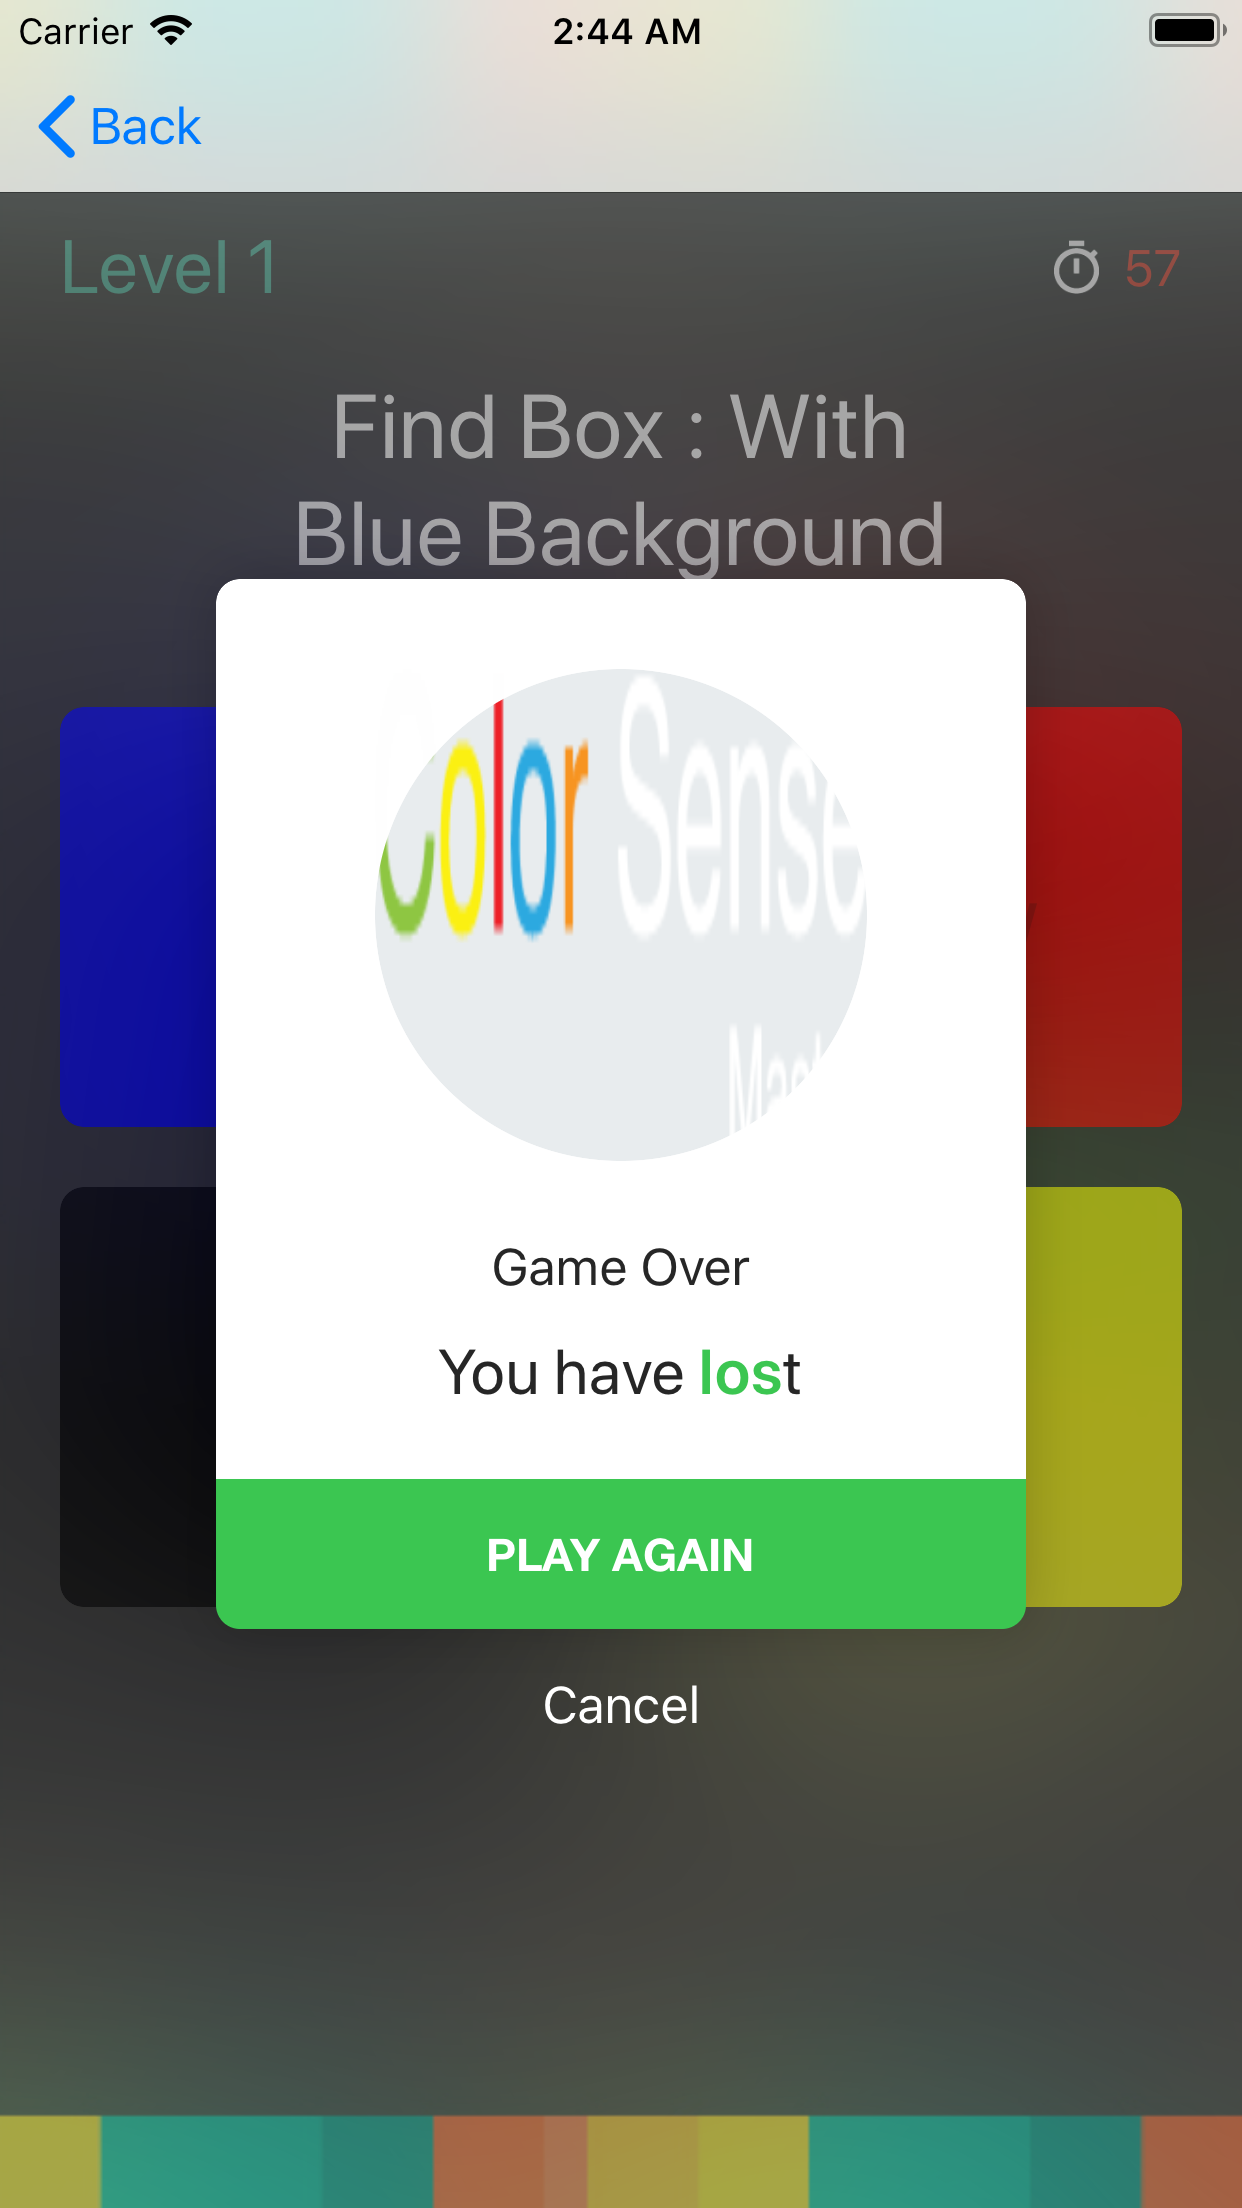 Carrier 2:44 AM
Back
Level 1 57
Find Box : With
Blue Background
Color Sense
Game Over
You have lost
PLAY AGAIN
Cancel